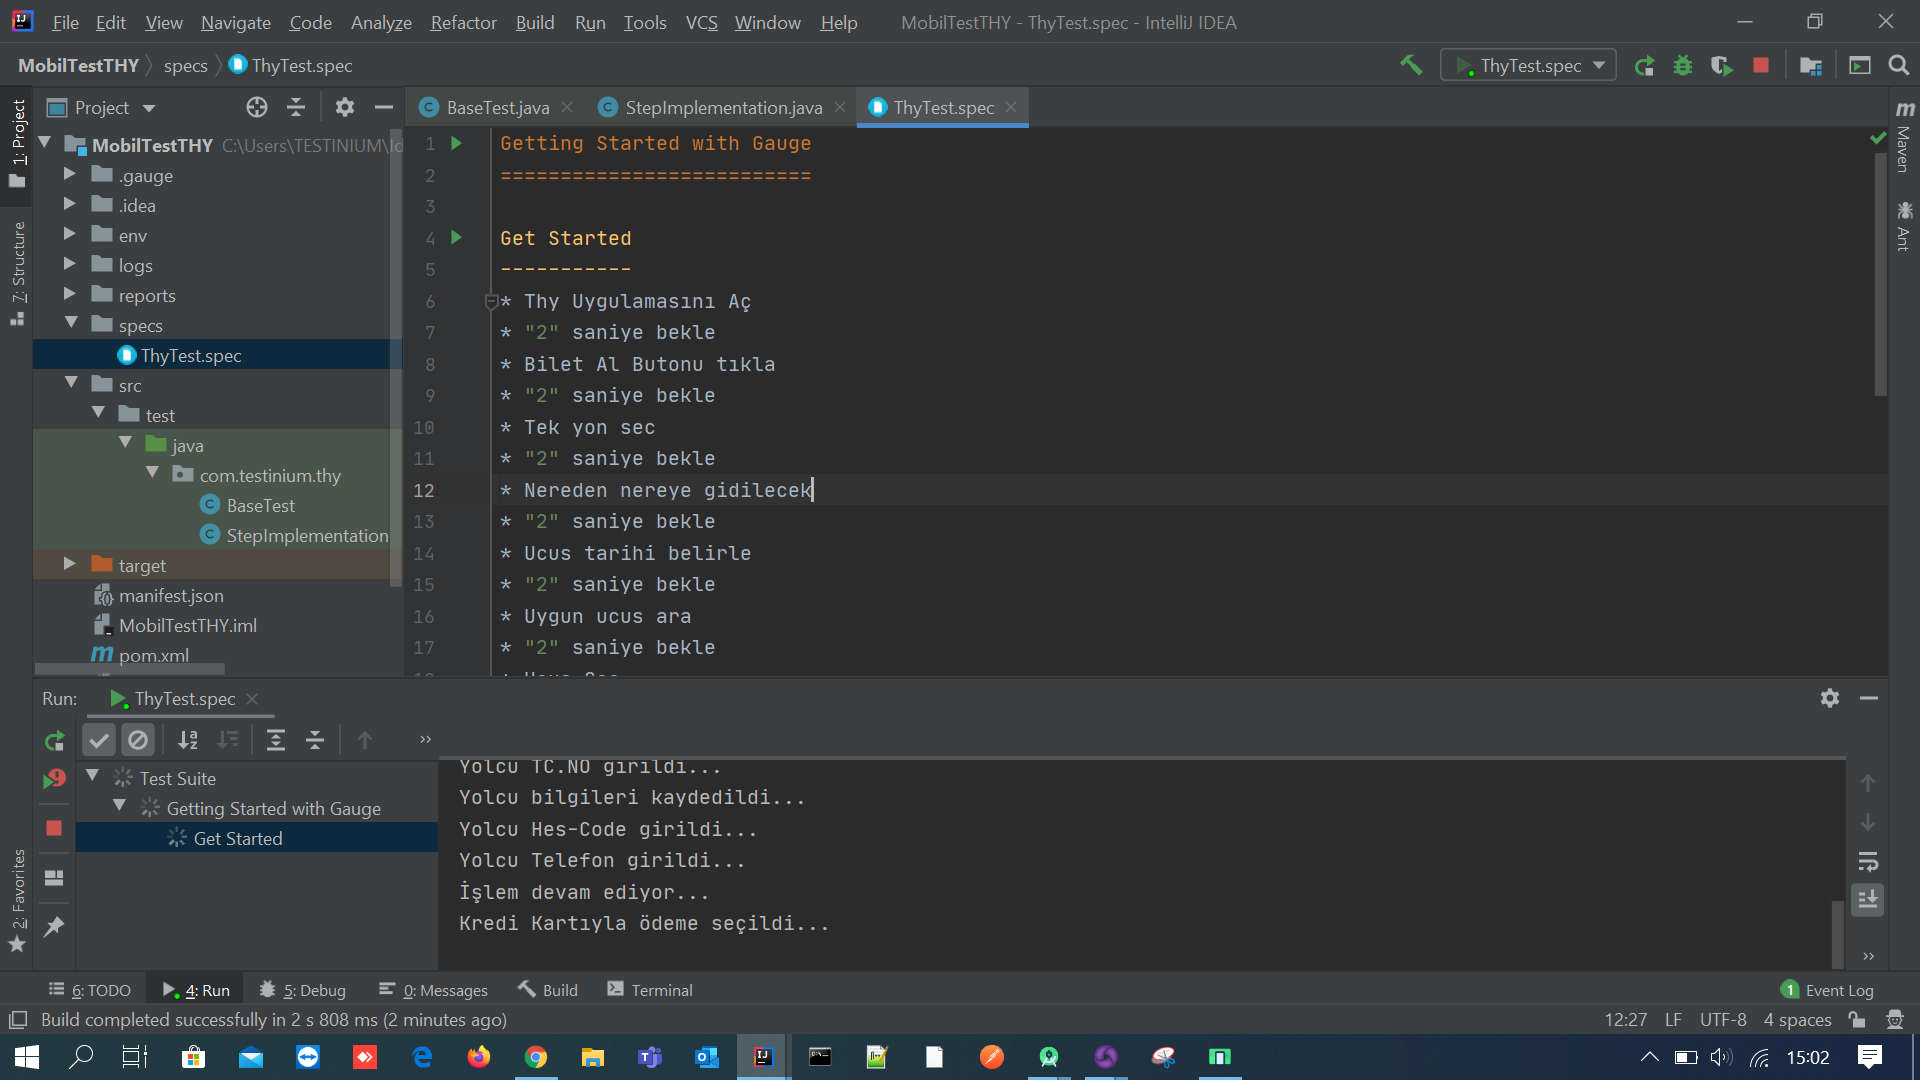 File Edit View Navigate Code Analyze Refactor Build Run Tools VCS Window Help MobilTestTHY - ThyTest.spec - IntelliJ IDEA
MobilTestTHY specs ThyTest.spec
ThyTest.spec
Project
BaseTest.java StepImplementation.java ThyTest.spec
1: Project
7: Structure
2: Favorites
Maven
Ant
MobilTestTHY C:\Users\TESTINIUM\Id
.gauge
.idea
env
logs
reports
specs
ThyTest.spec
src
test
java
com.testinium.thy
BaseTest
StepImplementation
target
manifest.json
MobilTestTHY.iml
pom.xml
1 Getting Started with Gauge
2 ==========================
3
4 Get Started
5 -----------
6 * Thy Uygulamasını Aç
7 * "2" saniye bekle
8 * Bilet Al Butonu tıkla
9 * "2" saniye bekle
10 * Tek yon sec
11 * "2" saniye bekle
12 * Nereden nereye gidilecek
13 * "2" saniye bekle
14 * Ucus tarihi belirle
15 * "2" saniye bekle
16 * Uygun ucus ara
17 * "2" saniye bekle
Run: ThyTest.spec
Test Suite
Getting Started with Gauge
Get Started
Yolcu TC.NO girildi...
Yolcu bilgileri kaydedildi...
Yolcu Hes-Code girildi...
Yolcu Telefon girildi...
İşlem devam ediyor...
Kredi Kartıyla ödeme seçildi...
6: TODO 4: Run 5: Debug 0: Messages Build Terminal 1 Event Log
Build completed successfully in 2 s 808 ms (2 minutes ago) 12:27 LF UTF-8 4 spaces
15:02